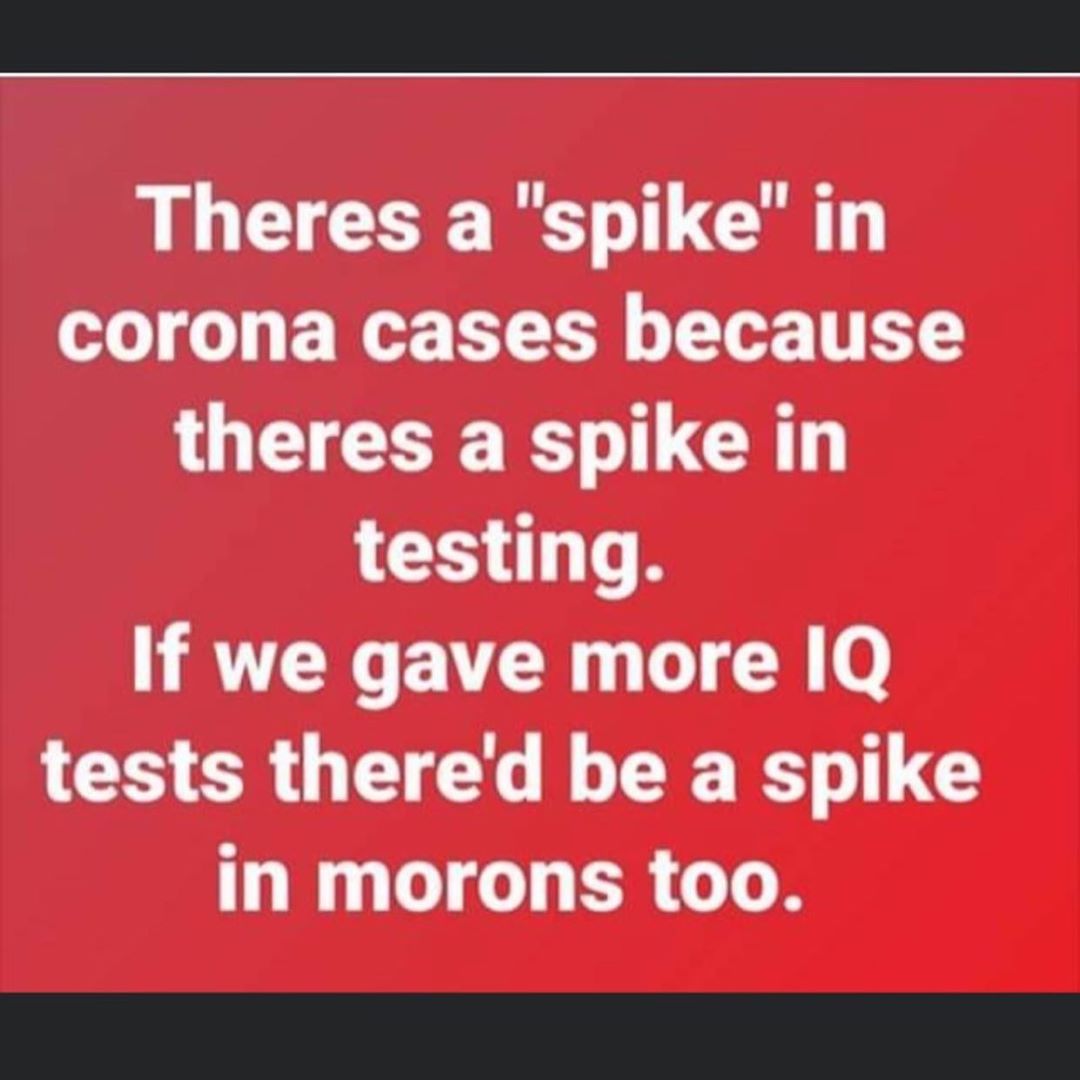 Theres a "spike" in
corona cases because
theres a spike in
testing.
If we gave more IQ
tests there'd be a spike
in morons too.